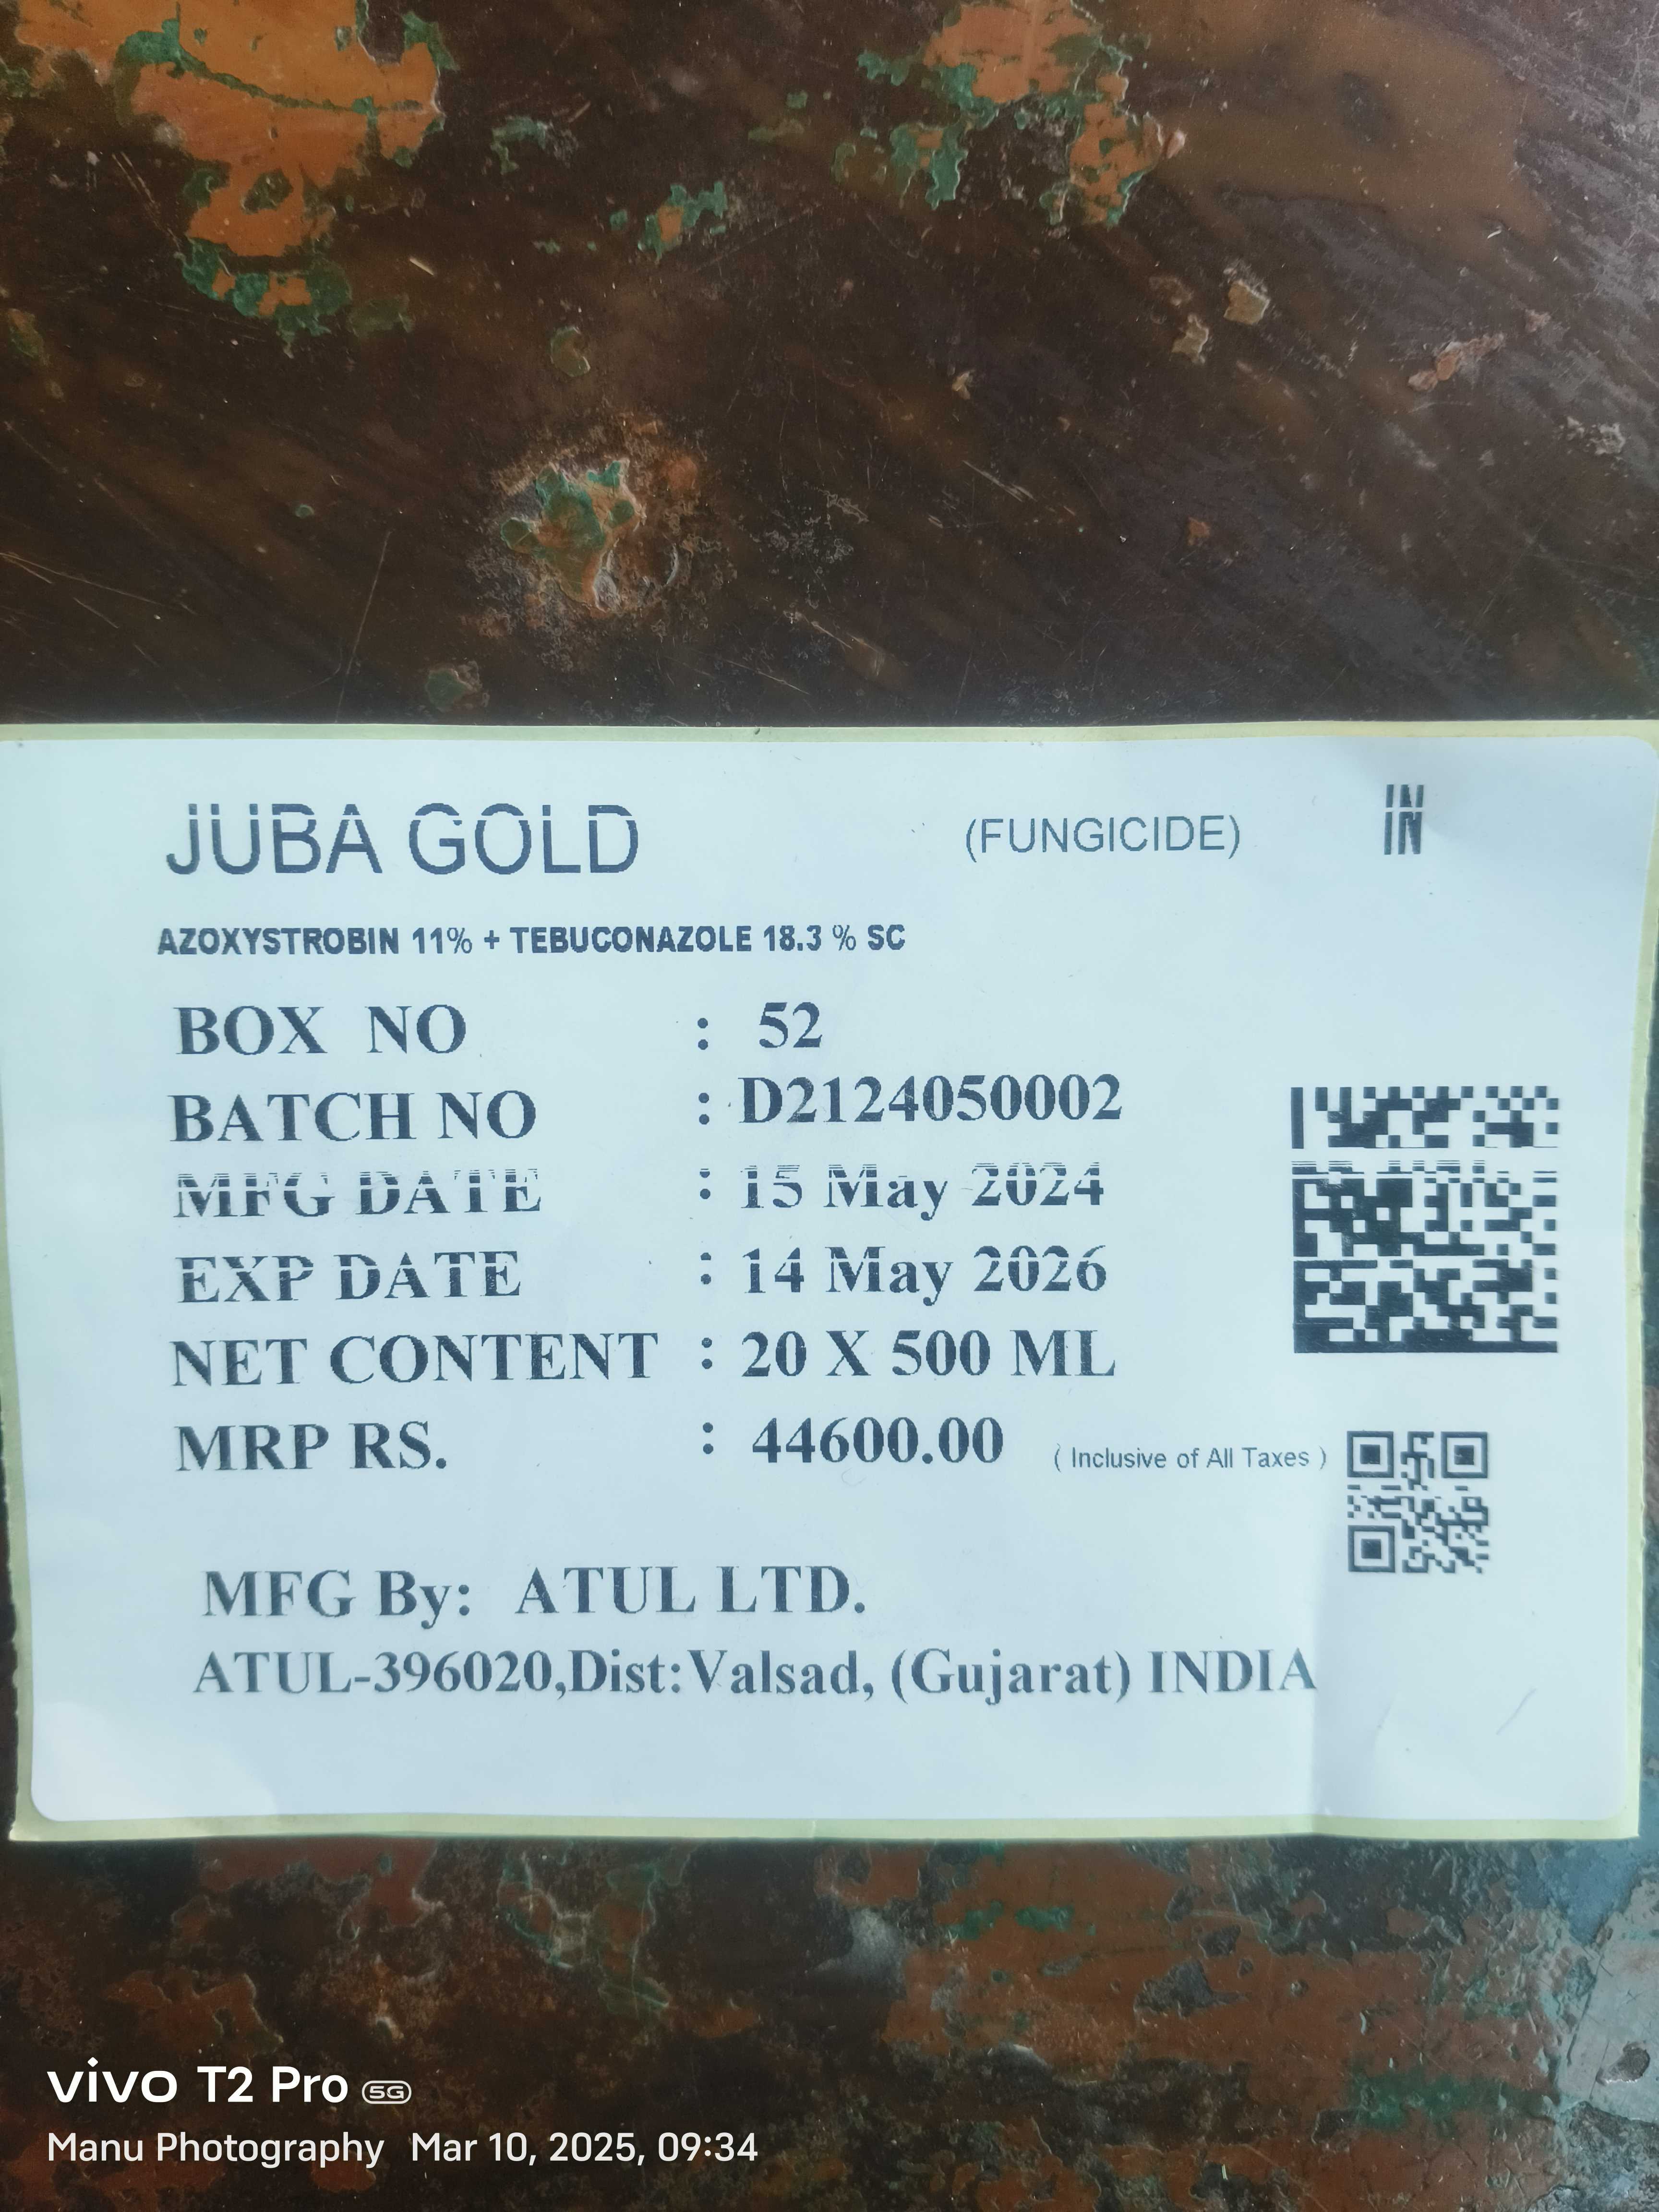 JUBA GOLD (FUNGICIDE) IN
AZOXYSTROBIN 11% + TEBUCONAZOLE 18.3 % SC
BOX NO : 52
BATCH NO : D2124050002
MFG DATE : 15 May 2024
EXP DATE : 14 May 2026
NET CONTENT : 20 X 500 ML
MRP RS. : 44600.00 ( Inclusive of All Taxes )
MFG By: ATUL LTD.
ATUL-396020,Dist:Valsad, (Gujarat) INDIA
vivo T2 Pro 5G
Manu Photography Mar 10, 2025, 09:34